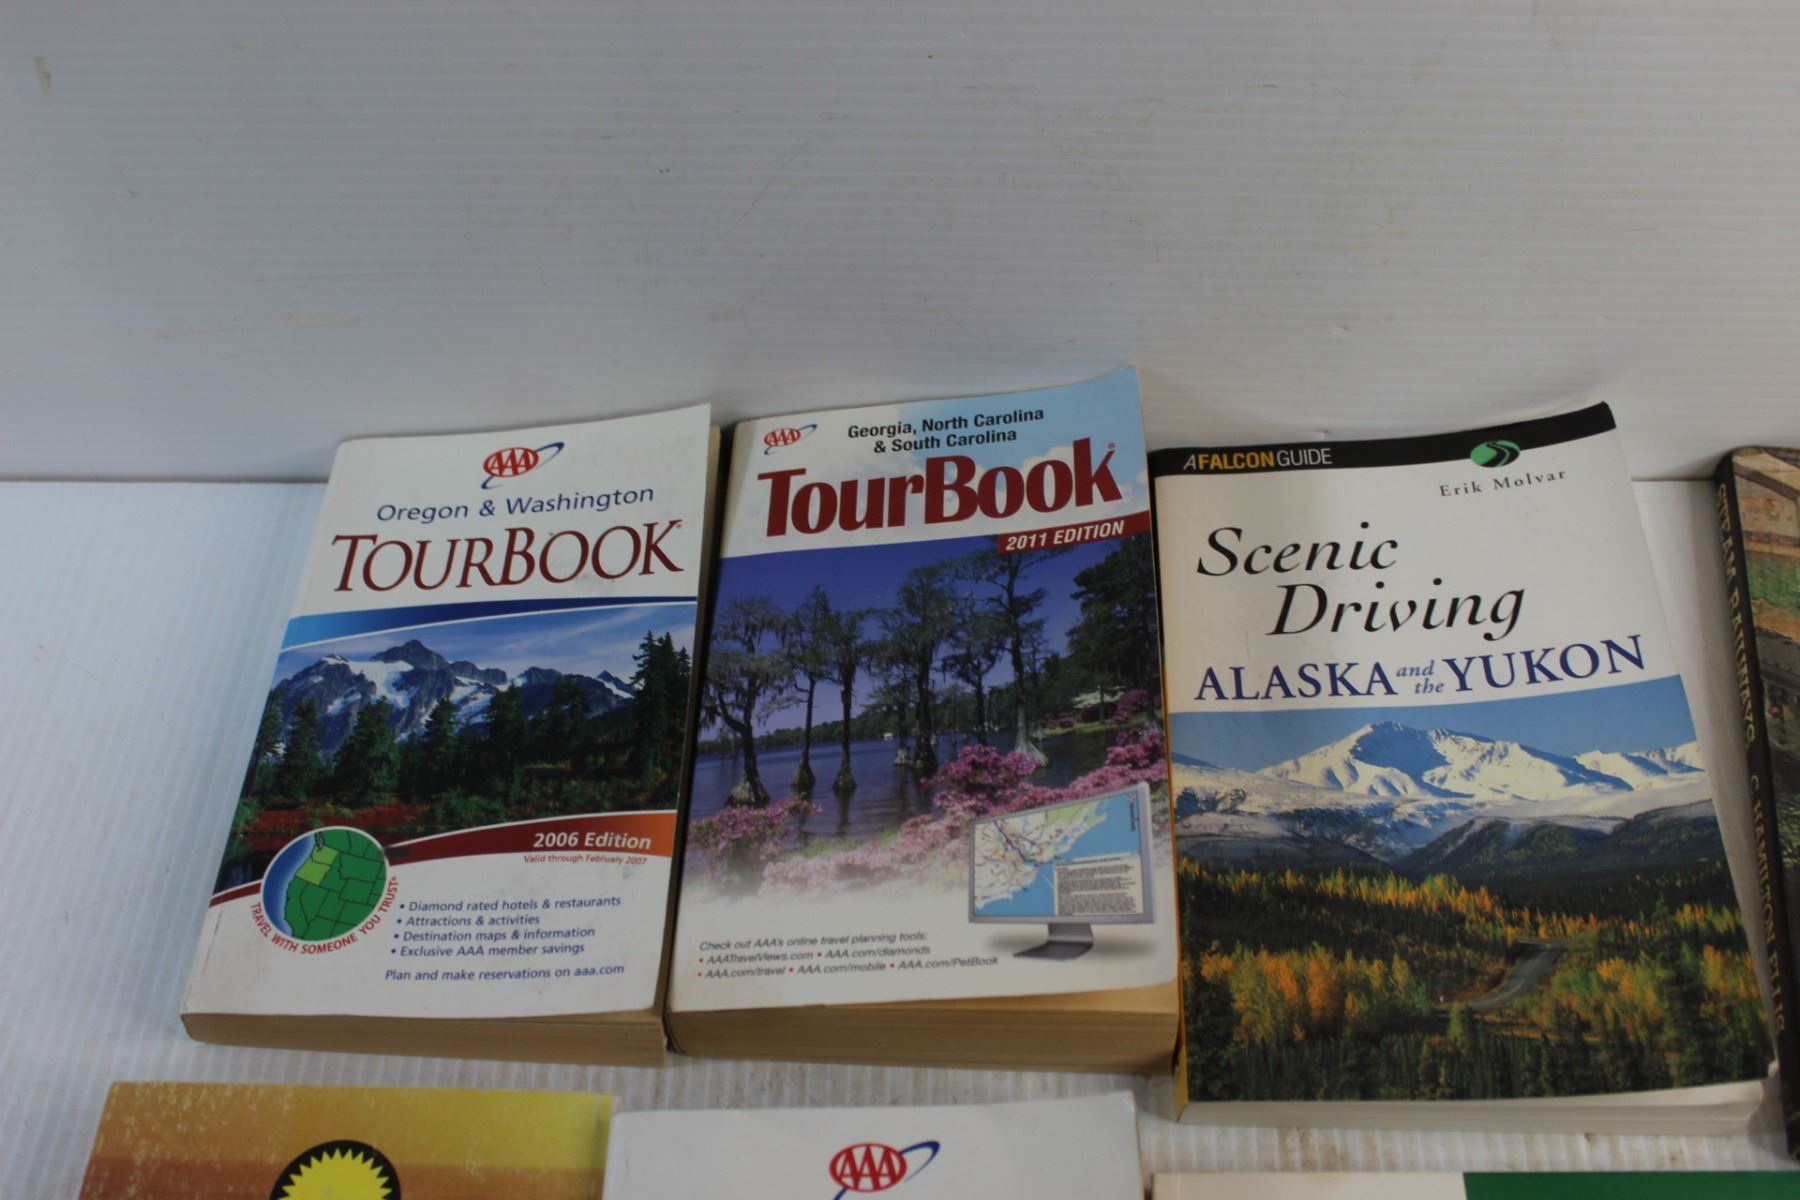 AAA
Oregon & Washington
TOURBOOK®
2006 Edition
Valid through February 2007
TRAVEL WITH SOMEONE YOU TRUST®
• Diamond rated hotels & restaurants
• Attractions & activities
• Destination maps & information
• Exclusive AAA member savings
Plan and make reservations on aaa.com
AAA
Georgia, North Carolina
& South Carolina
TourBook®
2011 EDITION
Check out AAA's online travel planning tools:
• AAATravelViews.com • AAA.com/diamonds
• AAA.com/travel • AAA.com/mobile • AAA.com/PetBook
A FALCON GUIDE
Erik Molvar
Scenic
Driving
ALASKA and the YUKON
STEAM RAILWAYS C. HAMILTON ELLIS
AAA